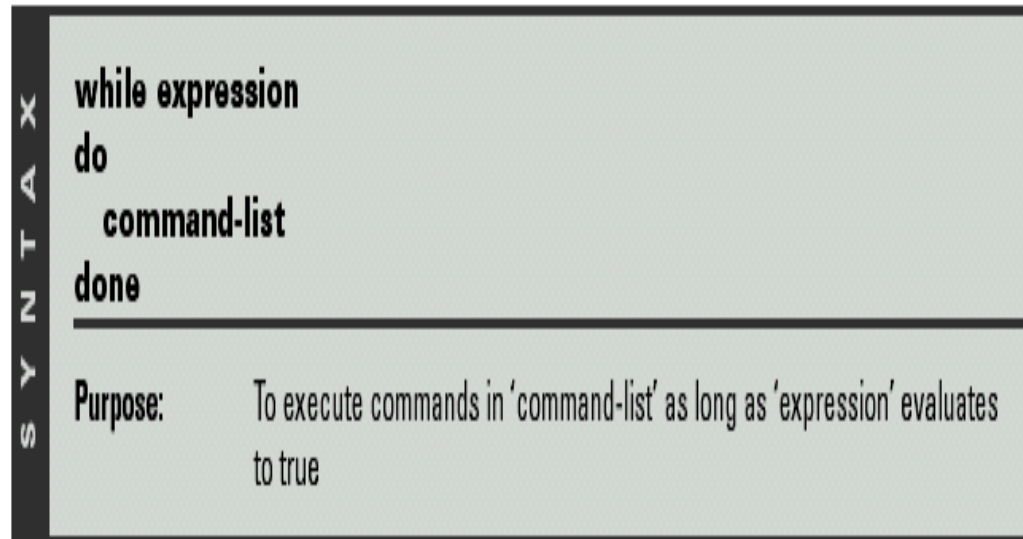 SYNTAX
while expression
do
command-list
done
Purpose: To execute commands in ‘command-list’ as long as ‘expression’ evaluates
to true